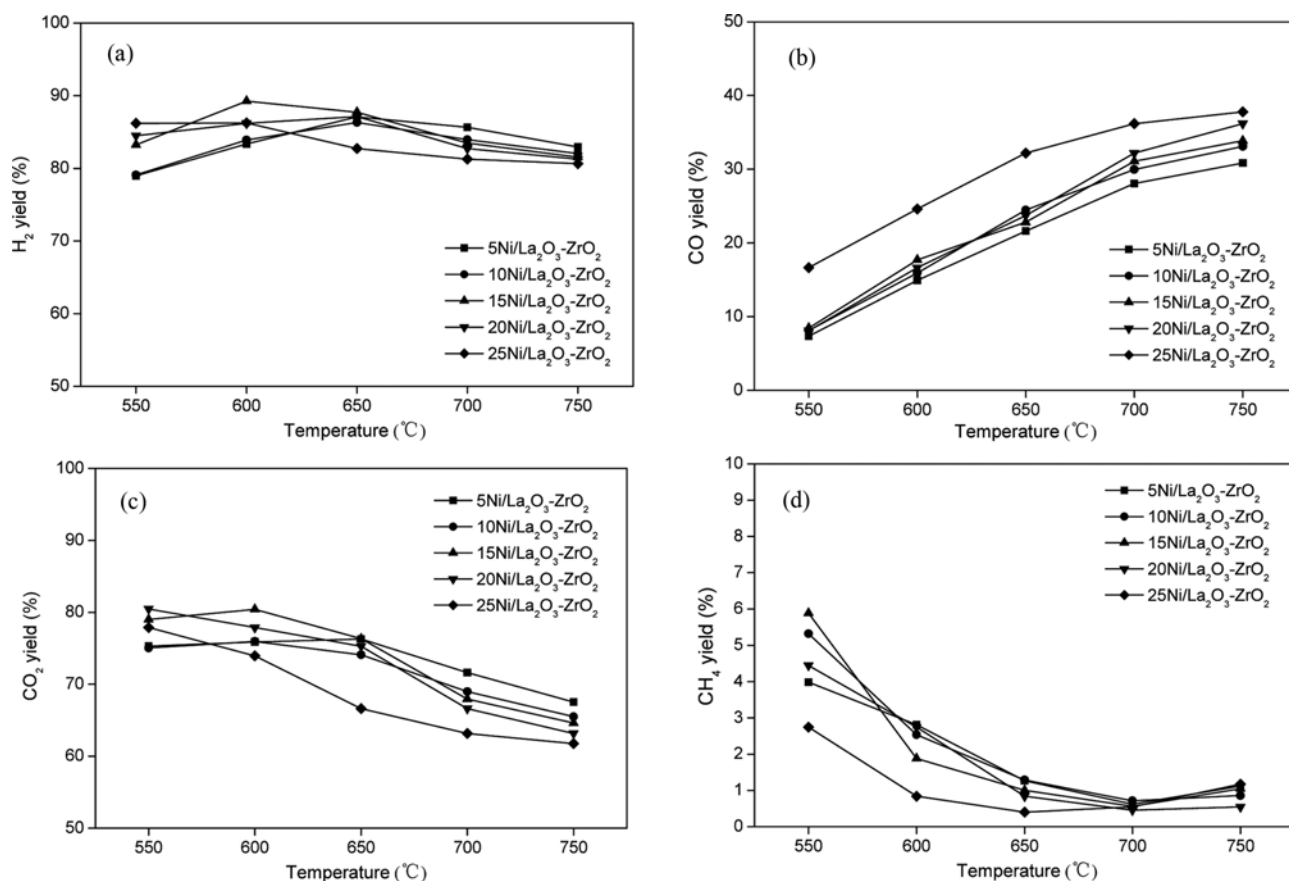 (a)
100
90
80
70
60
50
H₂ yield (%)
5Ni/La₂O₃-ZrO₂
10Ni/La₂O₃-ZrO₂
15Ni/La₂O₃-ZrO₂
20Ni/La₂O₃-ZrO₂
25Ni/La₂O₃-ZrO₂
550 600 650 700 750
Temperature (℃)
(b)
50
40
30
20
10
0
CO yield (%)
5Ni/La₂O₃-ZrO₂
10Ni/La₂O₃-ZrO₂
15Ni/La₂O₃-ZrO₂
20Ni/La₂O₃-ZrO₂
25Ni/La₂O₃-ZrO₂
550 600 650 700 750
Temperature (℃)
(c)
100
90
80
70
60
50
CO₂ yield (%)
5Ni/La₂O₃-ZrO₂
10Ni/La₂O₃-ZrO₂
15Ni/La₂O₃-ZrO₂
20Ni/La₂O₃-ZrO₂
25Ni/La₂O₃-ZrO₂
550 600 650 700 750
Temperature (℃)
(d)
10
9
8
7
6
5
4
3
2
1
0
CH₄ yield (%)
5Ni/La₂O₃-ZrO₂
10Ni/La₂O₃-ZrO₂
15Ni/La₂O₃-ZrO₂
20Ni/La₂O₃-ZrO₂
25Ni/La₂O₃-ZrO₂
550 600 650 700 750
Temperature (℃)